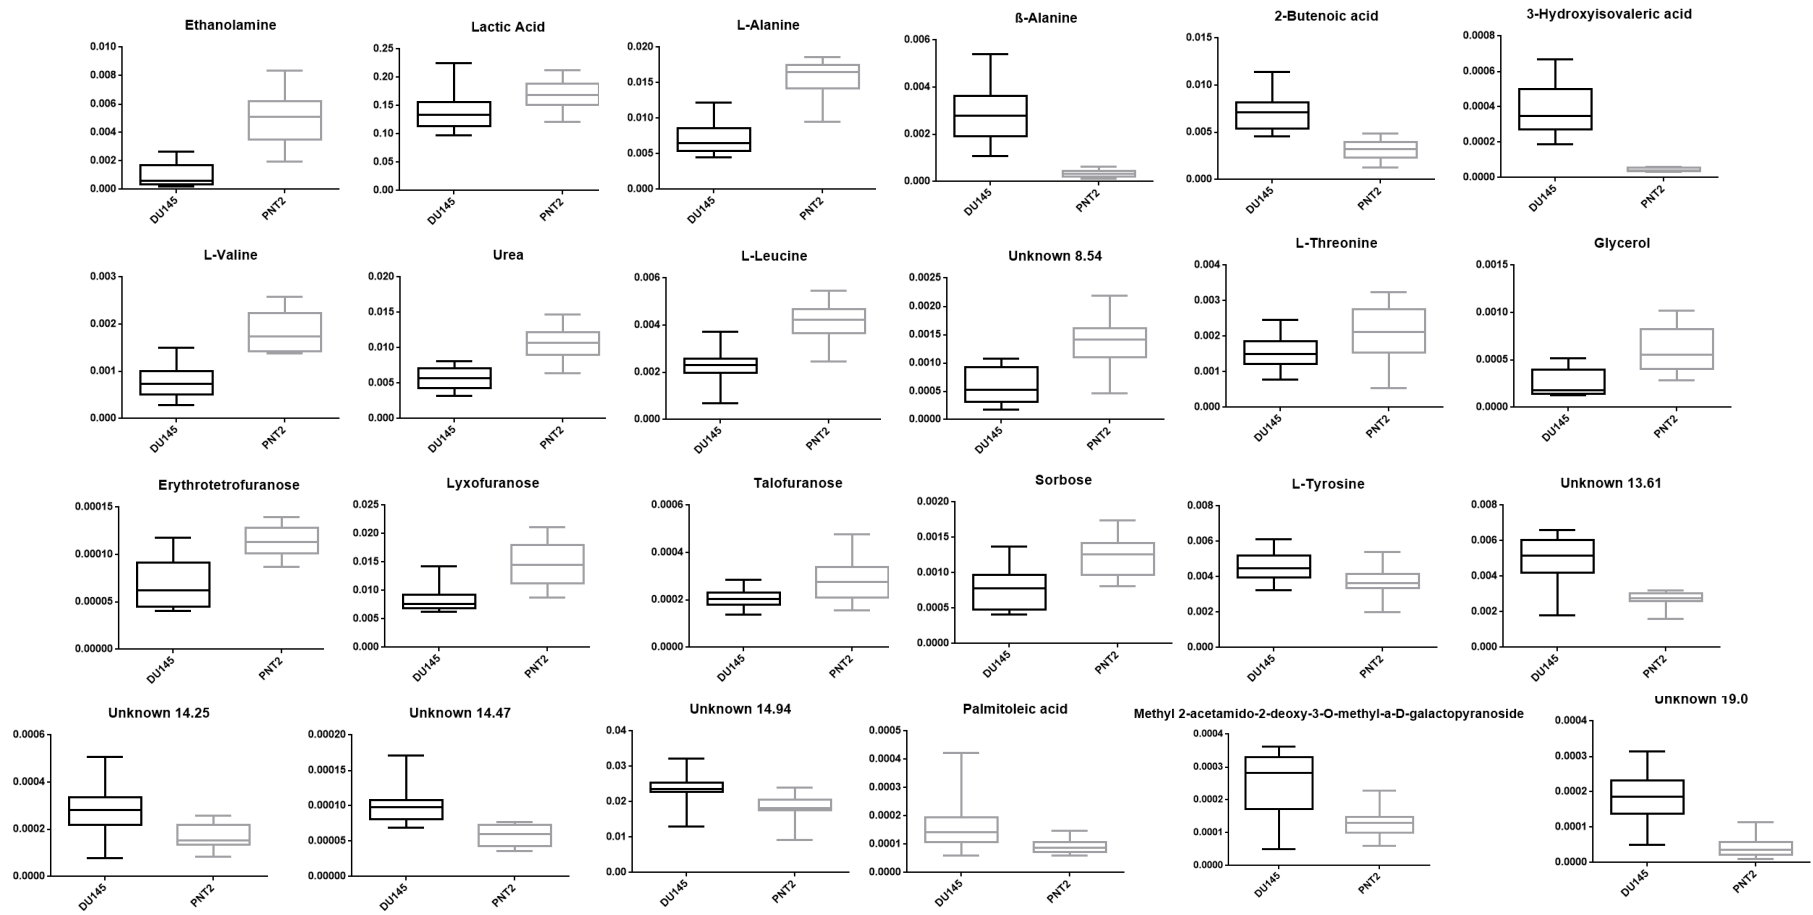 Ethanolamine
0.010
0.008
0.006
0.004
0.002
0.000
DU145
PNT2
Lactic Acid
0.25
0.20
0.15
0.10
0.05
0.00
DU145
PNT2
L-Alanine
0.020
0.015
0.010
0.005
0.000
DU145
PNT2
ß-Alanine
0.006
0.004
0.002
0.000
DU145
PNT2
2-Butenoic acid
0.015
0.010
0.005
0.000
DU145
PNT2
3-Hydroxyisovaleric acid
0.0008
0.0006
0.0004
0.0002
0.0000
DU145
PNT2
L-Valine
0.003
0.002
0.001
0.000
DU145
PNT2
Urea
0.020
0.015
0.010
0.005
0.000
DU145
PNT2
L-Leucine
0.006
0.004
0.002
0.000
DU145
PNT2
Unknown 8.54
0.0025
0.0020
0.0015
0.0010
0.0005
0.0000
DU145
PNT2
L-Threonine
0.004
0.003
0.002
0.001
0.000
DU145
PNT2
Glycerol
0.0015
0.0010
0.0005
0.0000
DU145
PNT2
Erythrotetrofuranose
0.00015
0.00010
0.00005
0.00000
DU145
PNT2
Lyxofuranose
0.025
0.020
0.015
0.010
0.005
0.000
DU145
PNT2
Talofuranose
0.0006
0.0004
0.0002
0.0000
DU145
PNT2
Sorbose
0.0020
0.0015
0.0010
0.0005
0.0000
DU145
PNT2
L-Tyrosine
0.008
0.006
0.004
0.002
0.000
DU145
PNT2
Unknown 13.61
0.008
0.006
0.004
0.002
0.000
DU145
PNT2
Unknown 14.25
0.0006
0.0004
0.0002
0.0000
DU145
PNT2
Unknown 14.47
0.00020
0.00015
0.00010
0.00005
0.00000
DU145
PNT2
Unknown 14.94
0.04
0.03
0.02
0.01
0.00
DU145
PNT2
Palmitoleic acid
0.0005
0.0004
0.0003
0.0002
0.0001
0.0000
DU145
PNT2
Methyl 2-acetamido-2-deoxy-3-O-methyl-a-D-galactopyranoside
0.0004
0.0003
0.0002
0.0001
0.0000
DU145
PNT2
Unknown 19.0
0.0004
0.0003
0.0002
0.0001
0.0000
DU145
PNT2